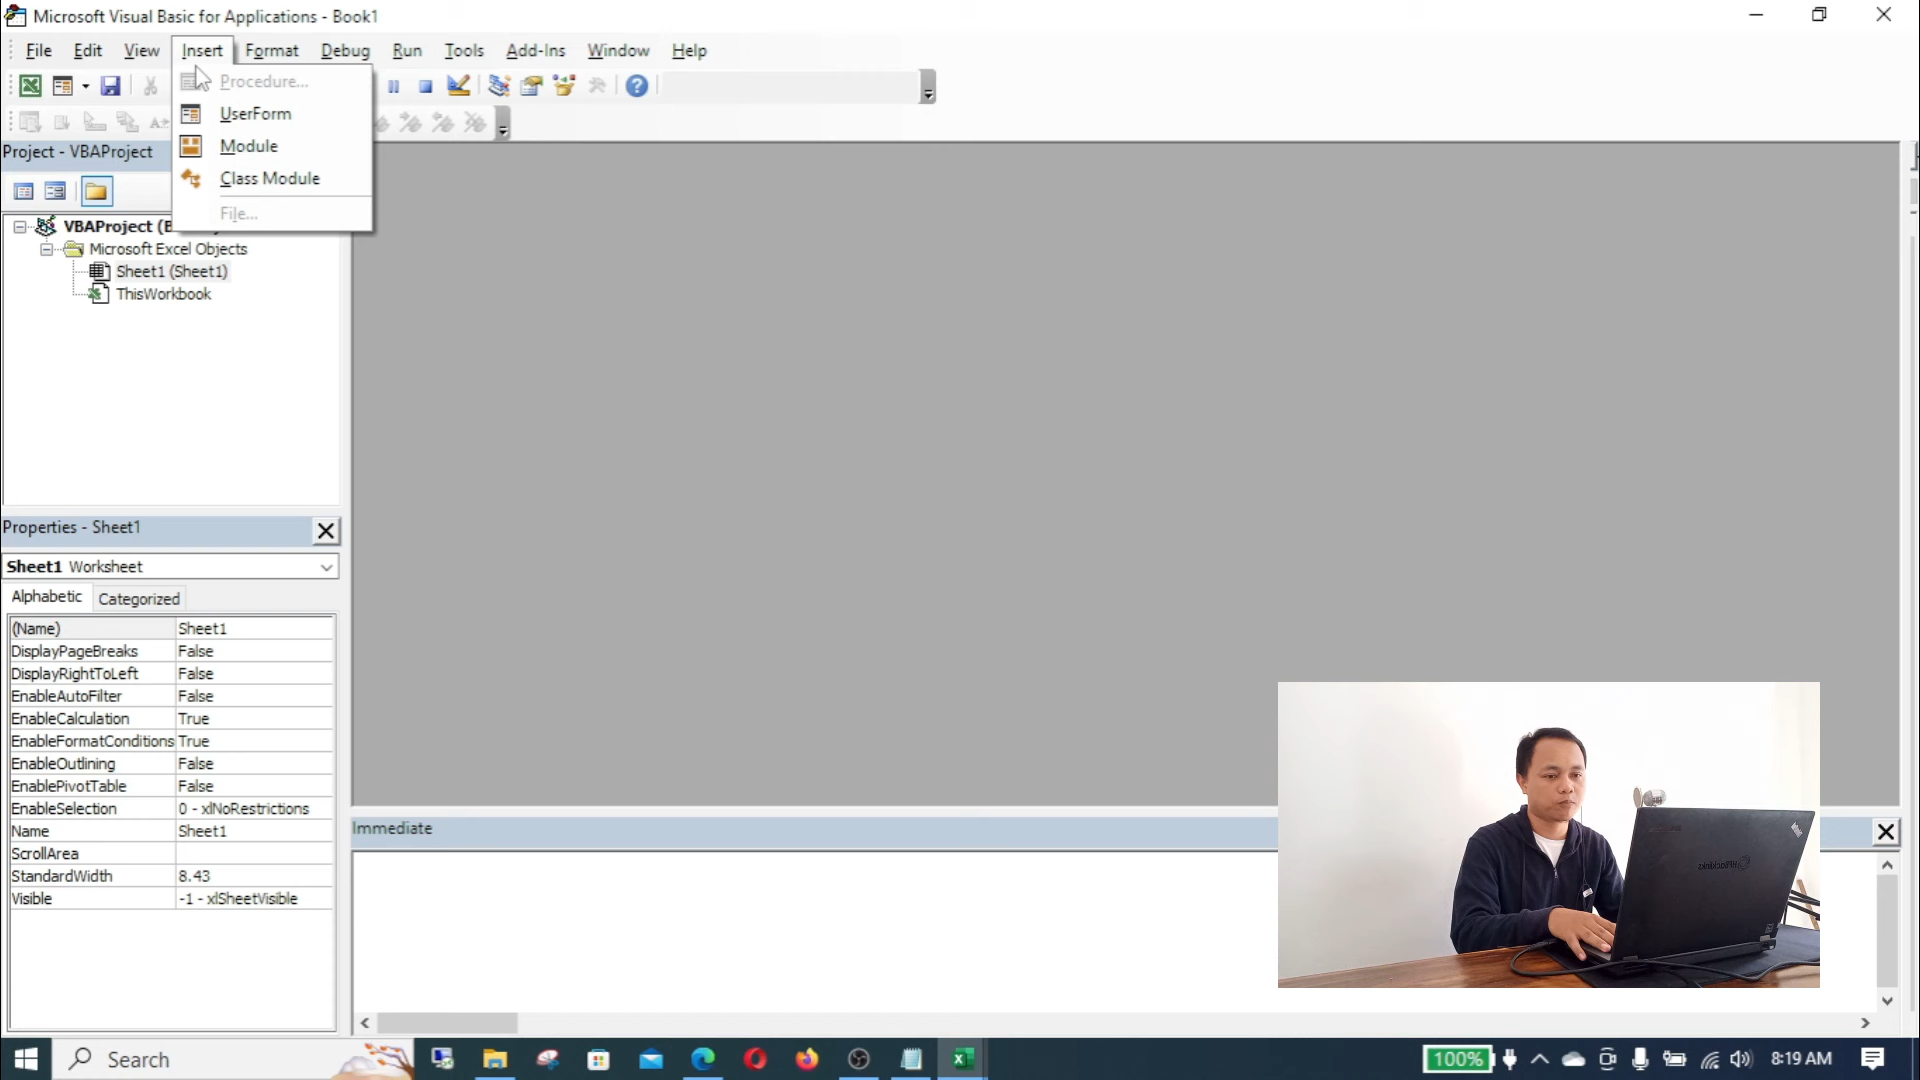 Microsoft Visual Basic for Applications - Book1
File Edit View Insert Format Debug Run Tools Add-Ins Window Help
Procedure...
UserForm
Module
Class Module
File...
Project - VBAProject
VBAProject (B
Microsoft Excel Objects
Sheet1 (Sheet1)
ThisWorkbook
Properties - Sheet1
Sheet1 Worksheet
Alphabetic Categorized
(Name) Sheet1
DisplayPageBreaks False
DisplayRightToLeft False
EnableAutoFilter False
EnableCalculation True
EnableFormatConditions True
EnableOutlining False
EnablePivotTable False
EnableSelection 0 - xlNoRestrictions
Name Sheet1
ScrollArea
StandardWidth 8.43
Visible -1 - xlSheetVisible
Immediate
Search
100%
8:19 AM